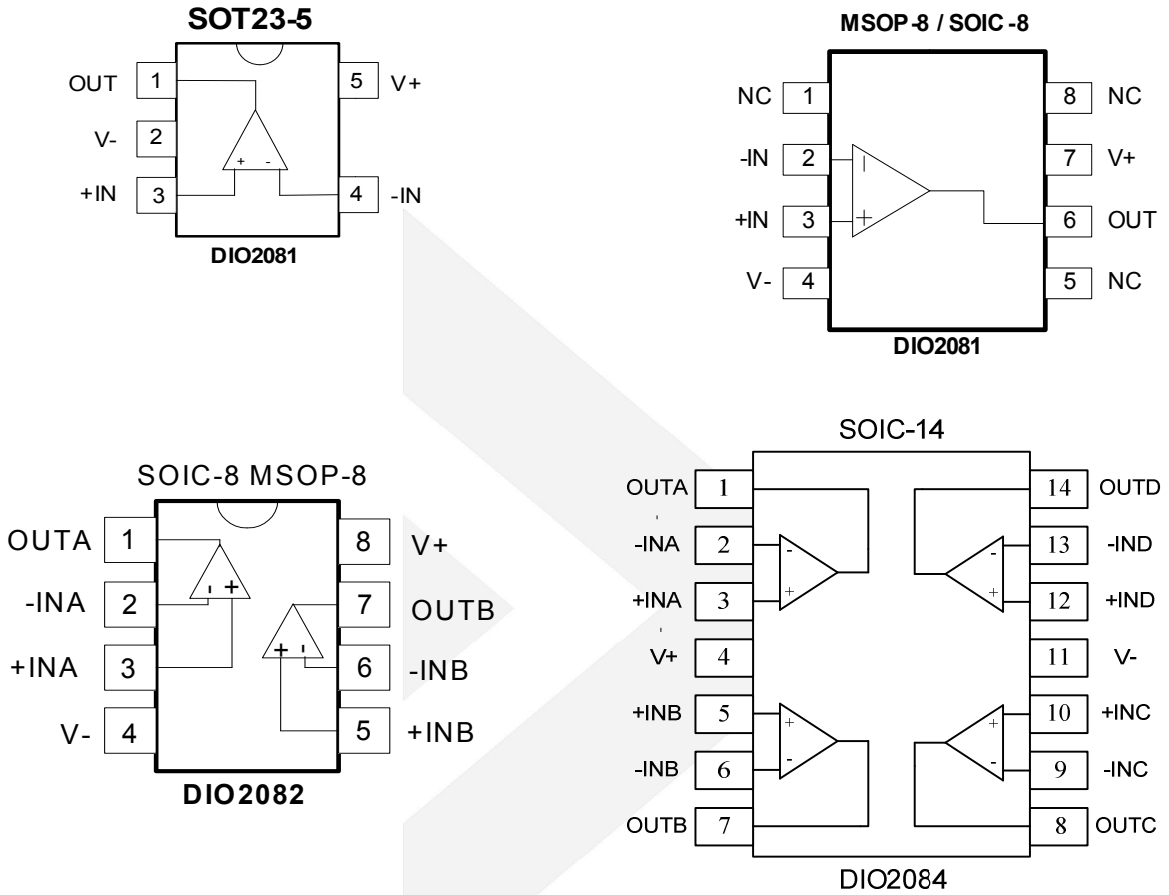 SOT23-5
OUT 1 5 V+
V- 2
+IN 3 4 -IN
+ -
DIO2081
MSOP-8 / SOIC-8
NC 1 8 NC
-IN 2 7 V+
+IN 3 6 OUT
V- 4 5 NC
- +
DIO2081
SOIC-8 MSOP-8
OUTA 1 8 V+
-INA 2 7 OUTB
+INA 3 6 -INB
V- 4 5 +INB
- +
+ -
DIO2082
SOIC-14
OUTA 1 14 OUTD
-INA 2 - - 13 -IND
+INA 3 + + 12 +IND
V+ 4 11 V-
+INB 5 + + 10 +INC
-INB 6 - - 9 -INC
OUTB 7 8 OUTC
DIO2084